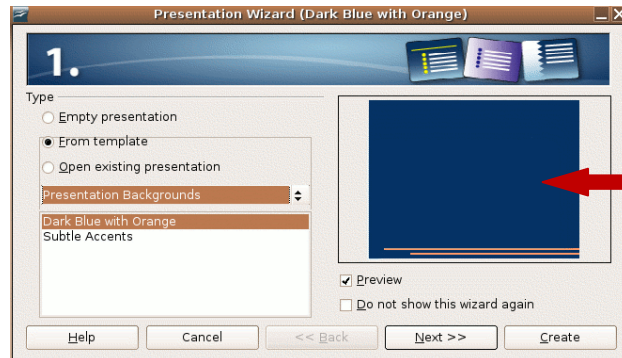 Presentation Wizard (Dark Blue with Orange)
1.
Type
Empty presentation
From template
Open existing presentation
Presentation Backgrounds
Dark Blue with Orange
Subtle Accents
Preview
Do not show this wizard again
Help Cancel << Back Next >> Create